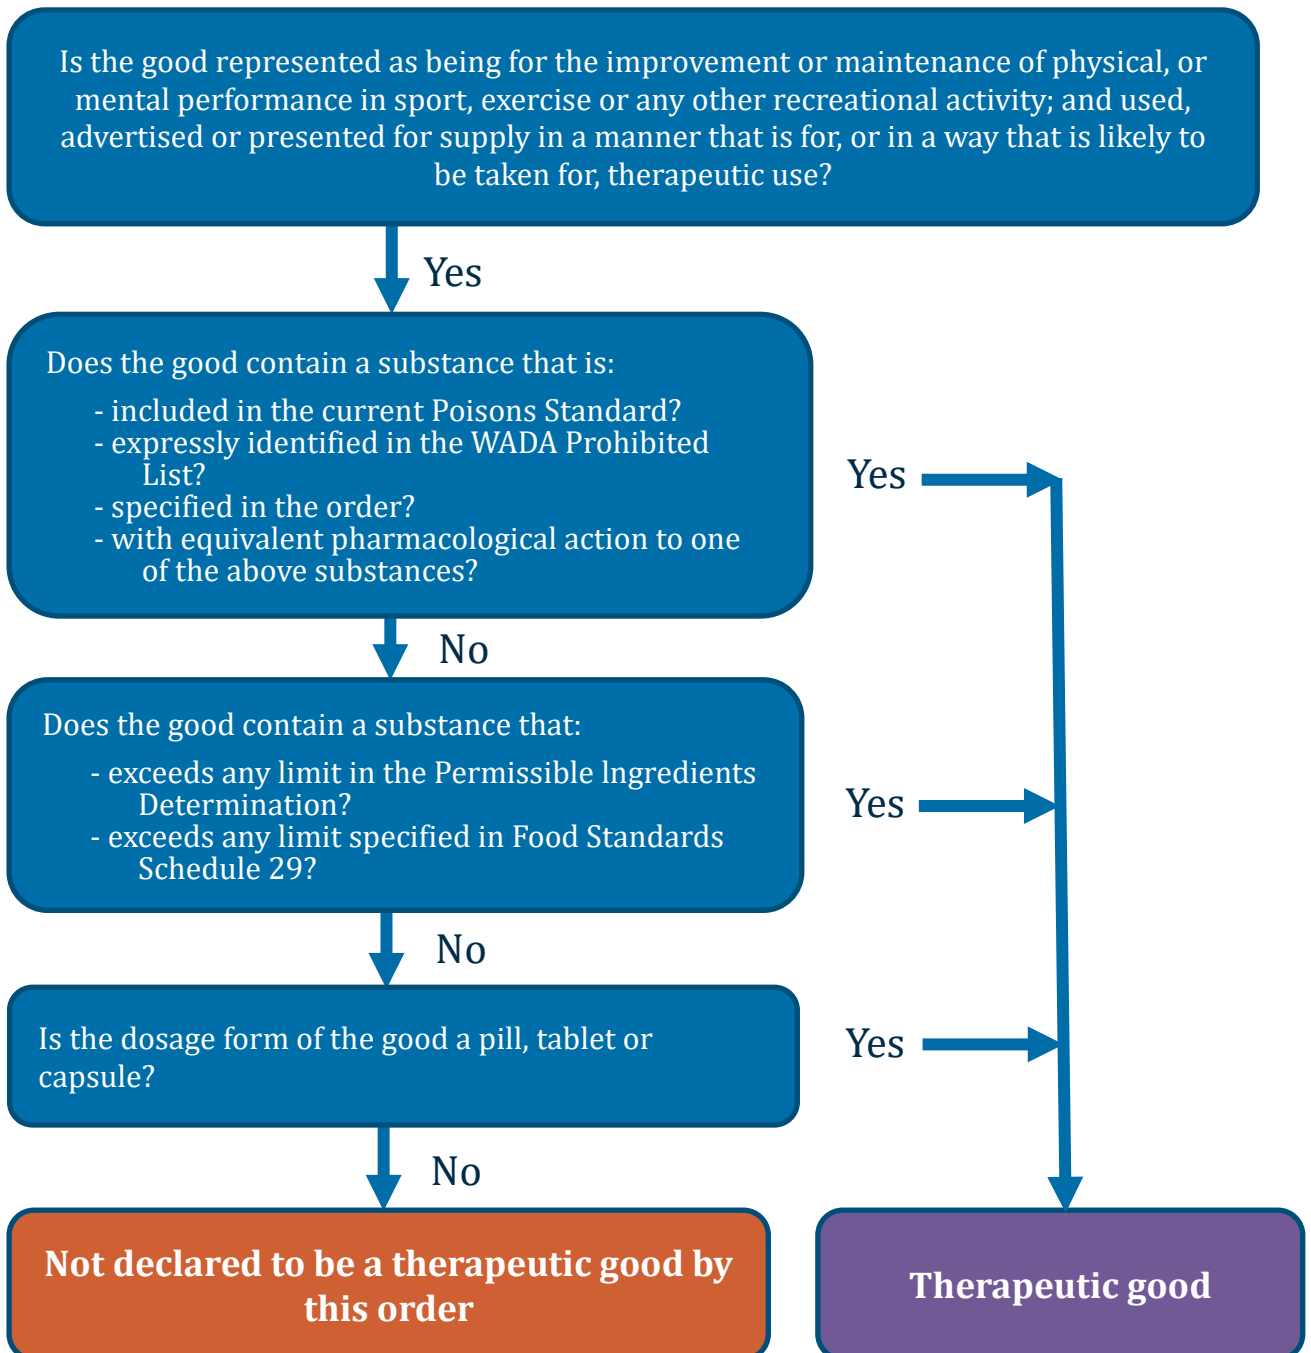 Is the good represented as being for the improvement or maintenance of physical, or
mental performance in sport, exercise or any other recreational activity; and used,
advertised or presented for supply in a manner that is for, or in a way that is likely to
be taken for, therapeutic use?
Yes
Does the good contain a substance that is:
- included in the current Poisons Standard?
- expressly identified in the WADA Prohibited
List?
- specified in the order?
- with equivalent pharmacological action to one
of the above substances?
Yes
No
Does the good contain a substance that:
- exceeds any limit in the Permissible Ingredients
Determination?
- exceeds any limit specified in Food Standards
Schedule 29?
Yes
No
Is the dosage form of the good a pill, tablet or
capsule?
Yes
No
Not declared to be a therapeutic good by
this order
Therapeutic good